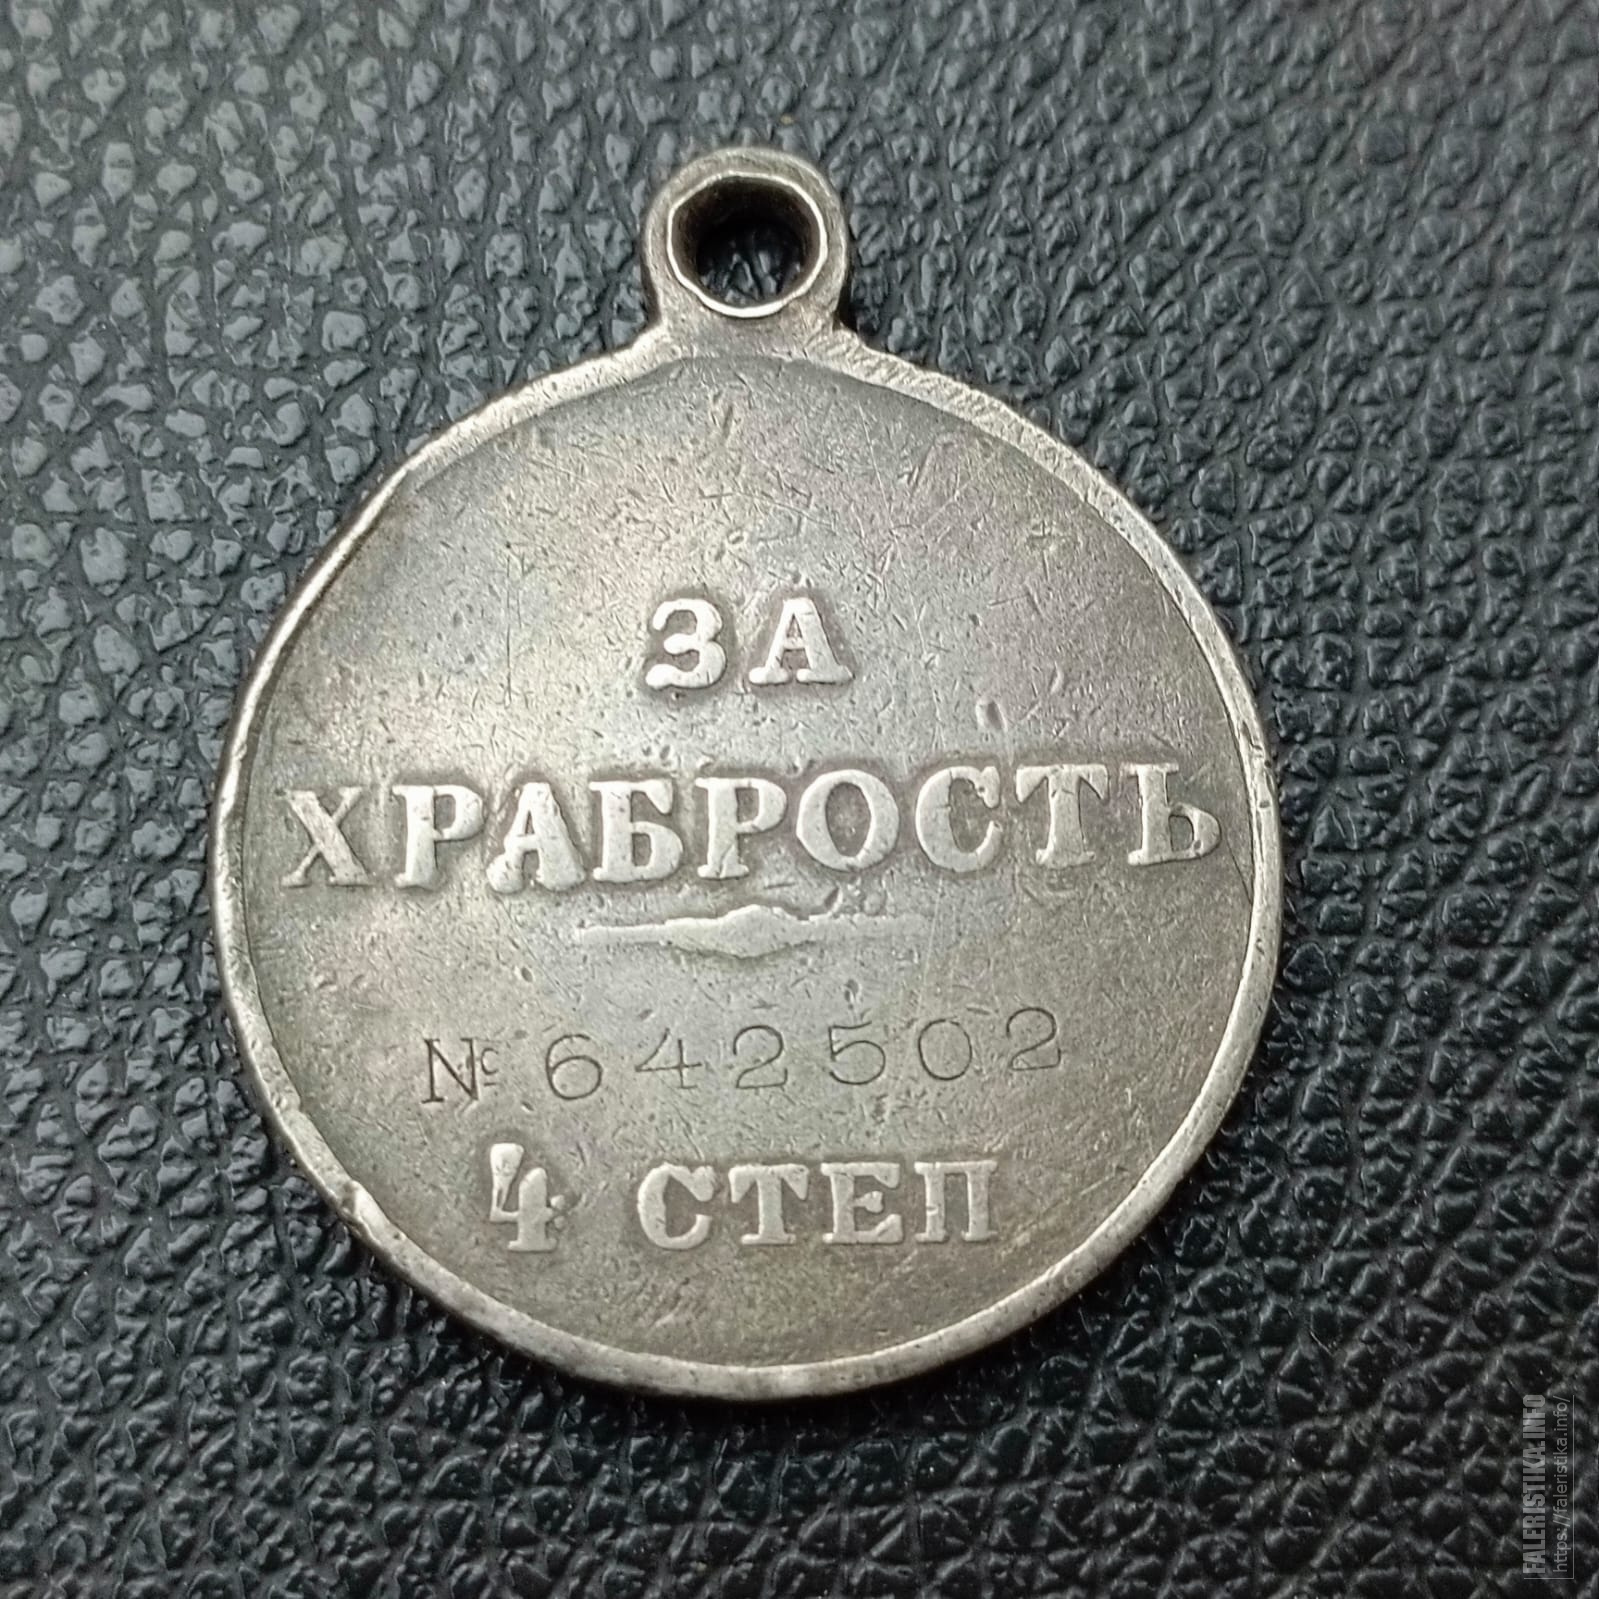 ЗА
ХРАБРОСТЬ
№ 642502
4 СТЕП
FALERISTIKA.INFO
https://faleristika.info/